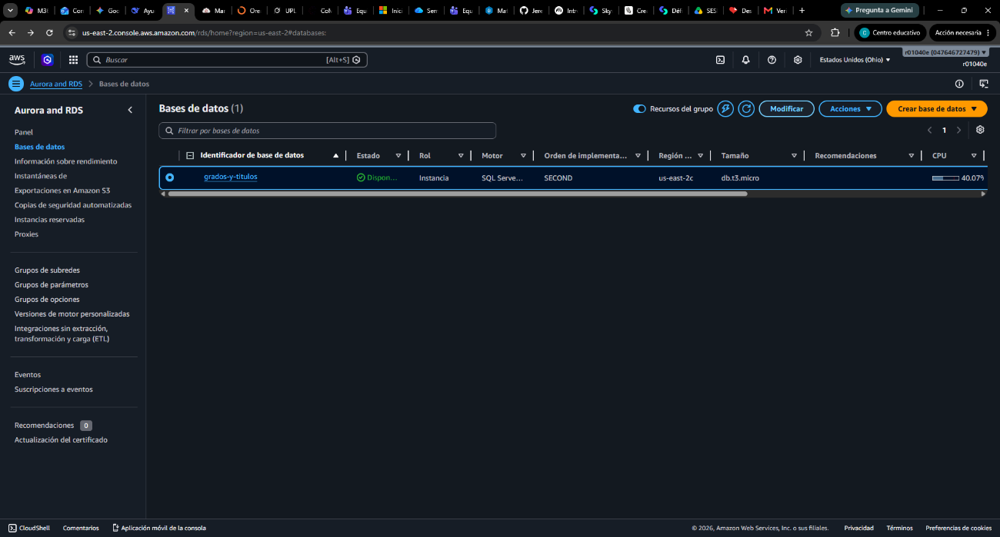 M3(
Cor
Goo
Ayu
Mar
Ore
UPL
Col
Equ
Inic
Serr
Equ
Mat
Jere
Intr
Sky
Cre
Déf
SES
Des
Veri
Pregunta a Gemini
us-east-2.console.aws.amazon.com/rds/home?region=us-east-2#databases:
Centro educativo
Acción necesaria
aws
Buscar
[Alt+S]
Estados Unidos (Ohio)
r01040e (047646727479)
r01040e
Aurora and RDS
Bases de datos
Aurora and RDS
Panel
Bases de datos
Información sobre rendimiento
Instantáneas de
Exportaciones en Amazon S3
Copias de seguridad automatizadas
Instancias reservadas
Proxies
Grupos de subredes
Grupos de parámetros
Grupos de opciones
Versiones de motor personalizadas
Integraciones sin extracción,
transformación y carga (ETL)
Eventos
Suscripciones a eventos
Recomendaciones 0
Actualización del certificado
Bases de datos (1)
Recursos del grupo
Modificar
Acciones
Crear base de datos
Filtrar por bases de datos
1
Identificador de base de datos Estado Rol Motor Orden de implementa... Región ... Tamaño Recomendaciones CPU
grados-y-titulos Dispon... Instancia SQL Serve... SECOND us-east-2c db.t3.micro 40.07%
CloudShell
Comentarios
Aplicación móvil de la consola
© 2026, Amazon Web Services, Inc. o sus filiales.
Privacidad
Términos
Preferencias de cookies